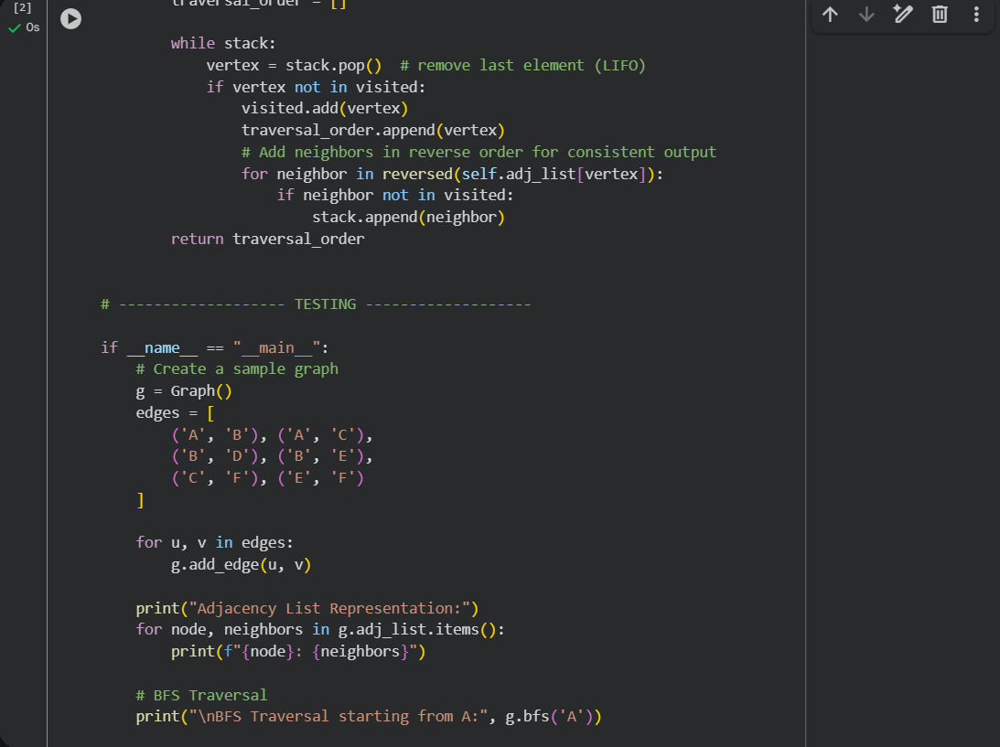 [2]
0s
traversal_order = []
while stack:
vertex = stack.pop()  # remove last element (LIFO)
if vertex not in visited:
visited.add(vertex)
traversal_order.append(vertex)
# Add neighbors in reverse order for consistent output
for neighbor in reversed(self.adj_list[vertex]):
if neighbor not in visited:
stack.append(neighbor)
return traversal_order
# ------------------- TESTING -------------------
if __name__ == "__main__":
# Create a sample graph
g = Graph()
edges = [
('A', 'B'), ('A', 'C'),
('B', 'D'), ('B', 'E'),
('C', 'F'), ('E', 'F')
]
for u, v in edges:
g.add_edge(u, v)
print("Adjacency List Representation:")
for node, neighbors in g.adj_list.items():
print(f"{node}: {neighbors}")
# BFS Traversal
print("\nBFS Traversal starting from A:", g.bfs('A'))